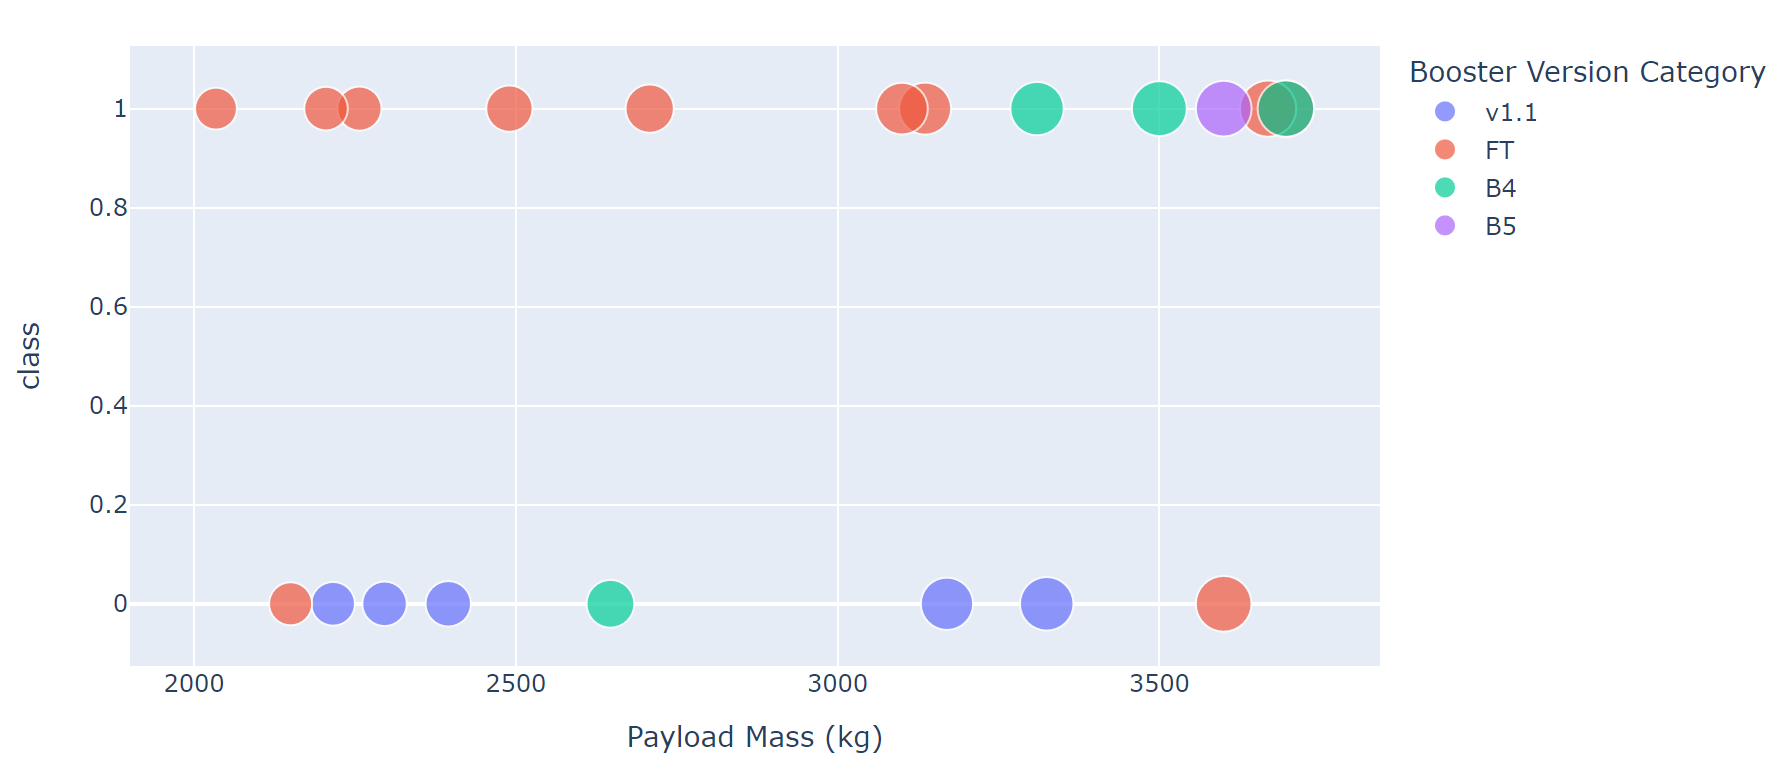 Booster Version Category
v1.1
FT
B4
B5
class
1
0.8
0.6
0.4
0.2
0
2000 2500 3000 3500
Payload Mass (kg)